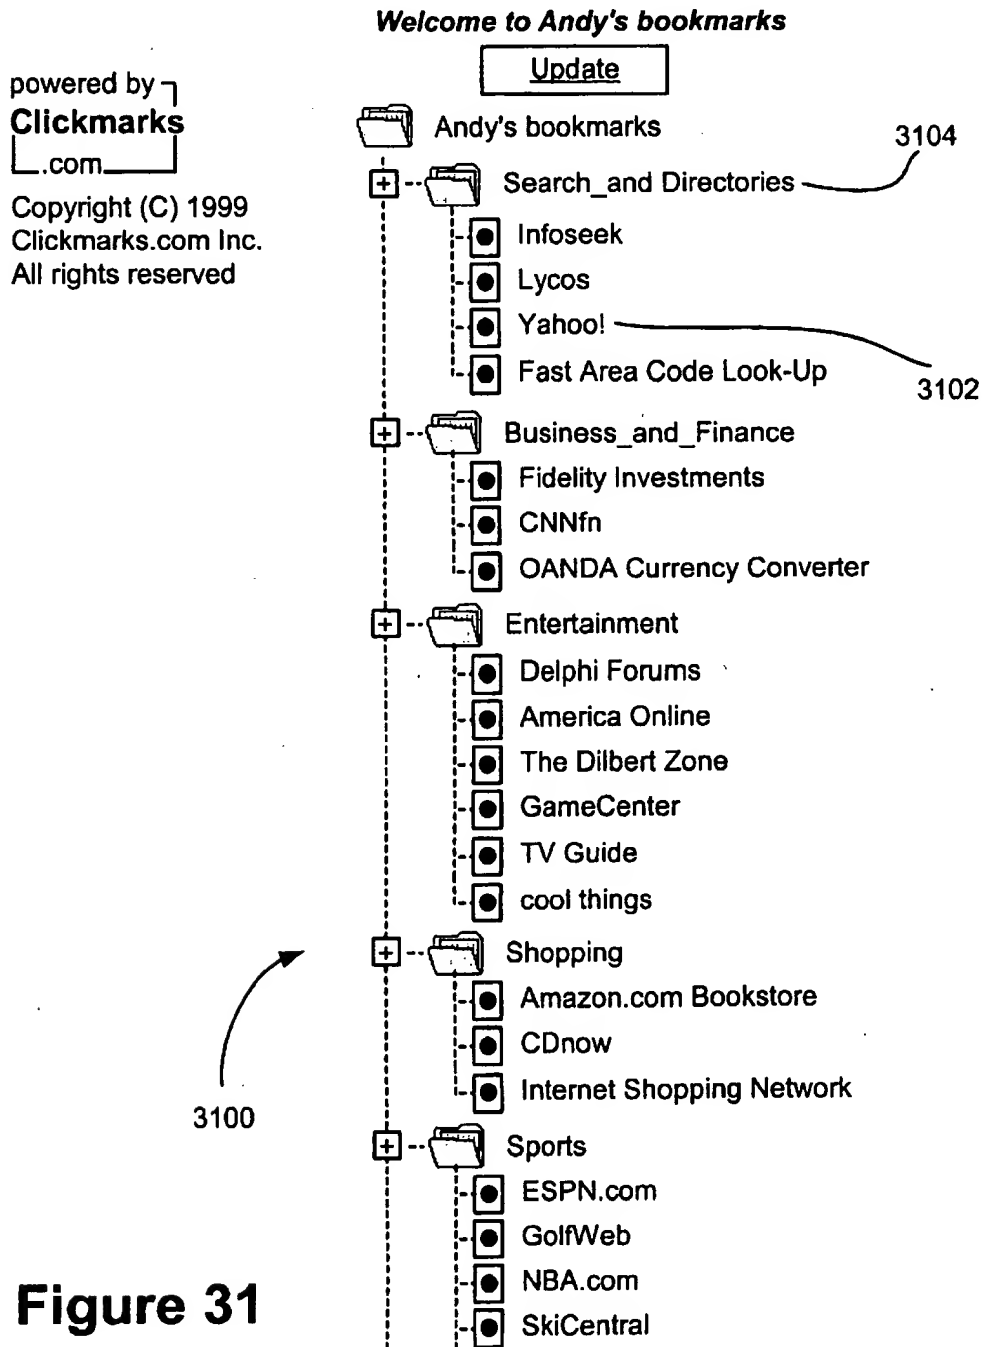 Welcome to Andy's bookmarks
Update
powered by
Clickmarks
.com
Copyright (C) 1999
Clickmarks.com Inc.
All rights reserved
Andy's bookmarks
3104
Search_and Directories
Infoseek
Lycos
Yahoo!
Fast Area Code Look-Up
3102
Business_and_Finance
Fidelity Investments
CNNfn
OANDA Currency Converter
Entertainment
Delphi Forums
America Online
The Dilbert Zone
GameCenter
TV Guide
cool things
Shopping
Amazon.com Bookstore
CDnow
Internet Shopping Network
3100
Sports
ESPN.com
GolfWeb
NBA.com
SkiCentral
Figure 31